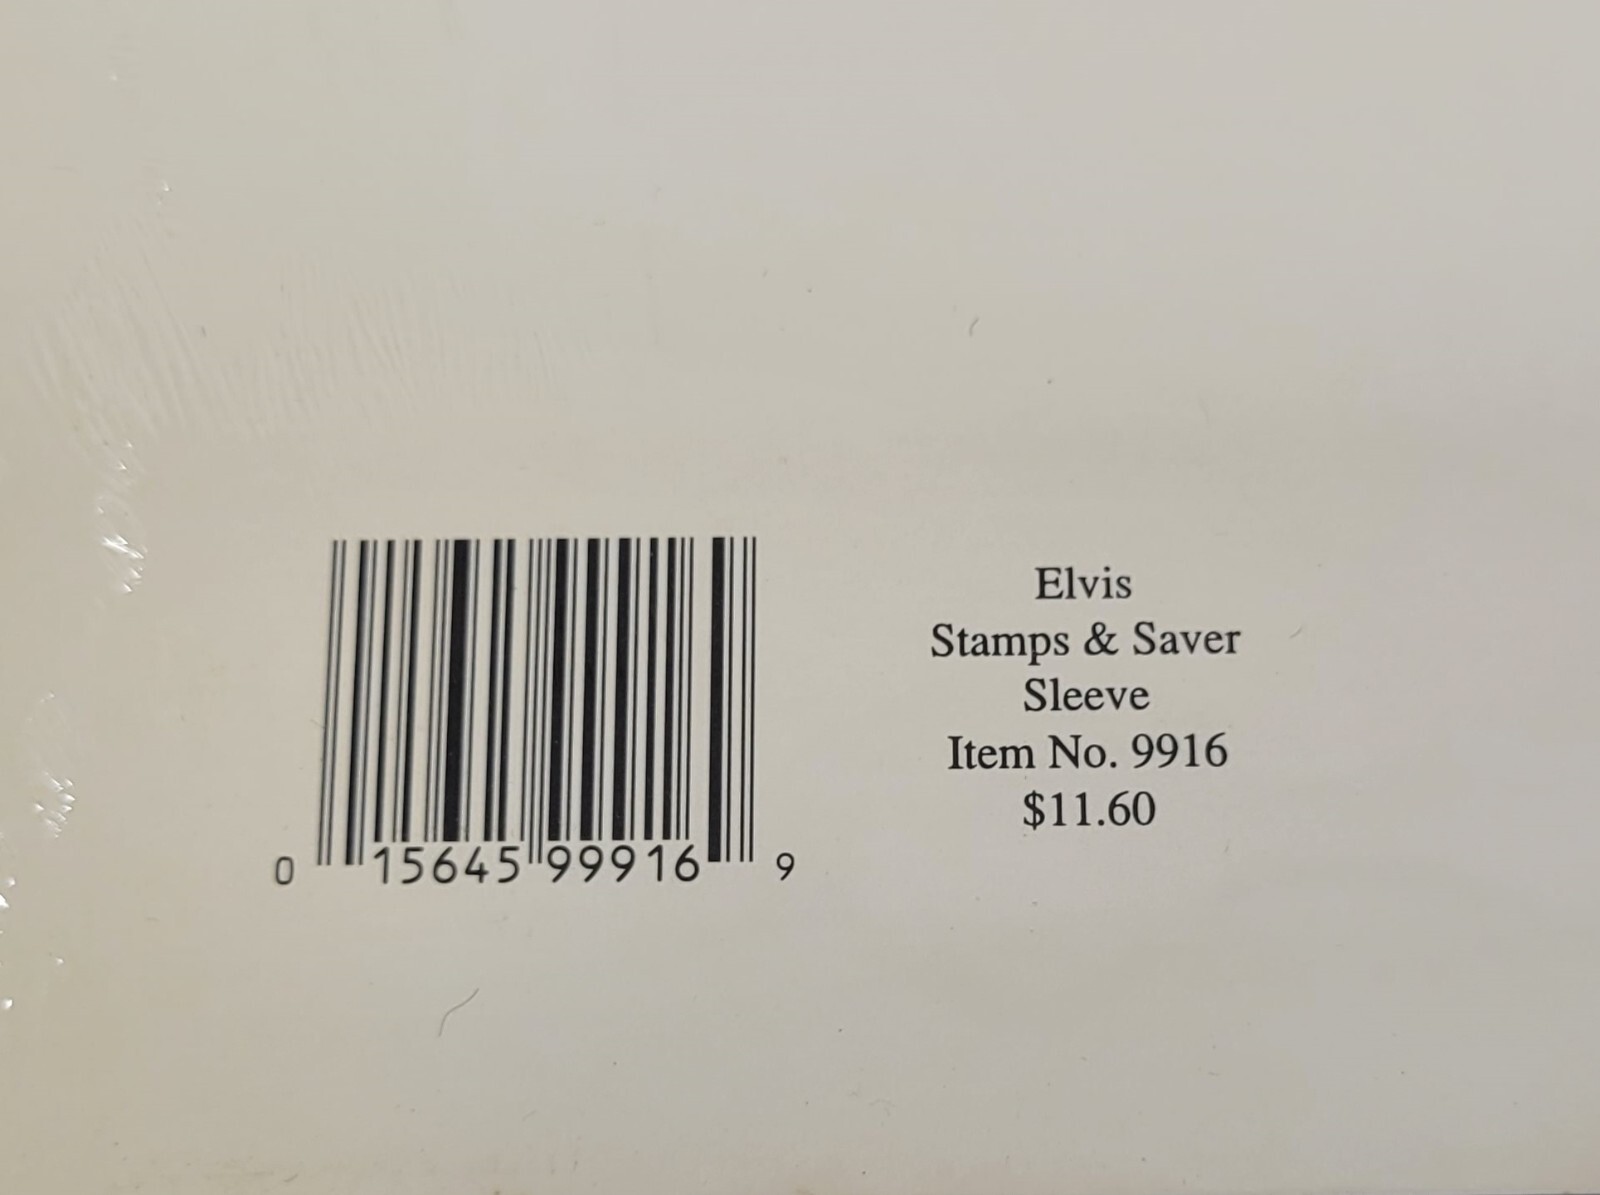 0 15645 99916 9
Elvis
Stamps & Saver
Sleeve
Item No. 9916
$11.60